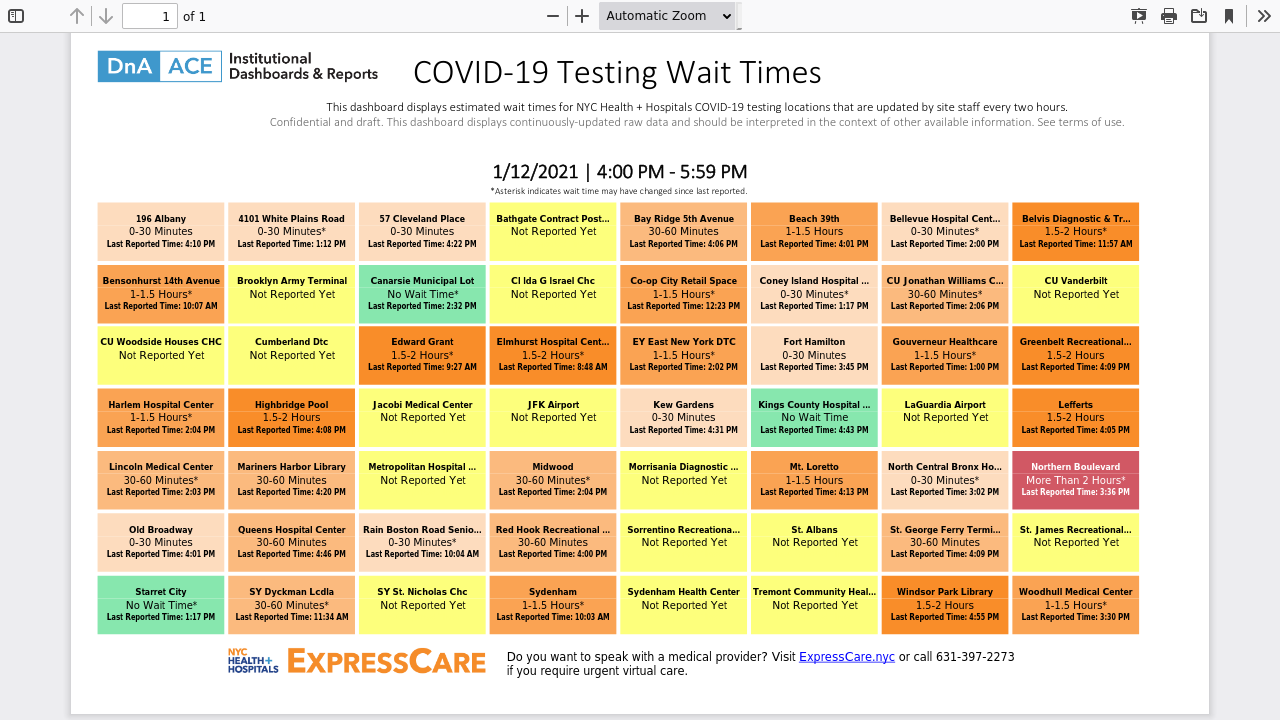 1 of 1 Automatic Zoom
DnA ACE Institutional
Dashboards & Reports
COVID-19 Testing Wait Times
This dashboard displays estimated wait times for NYC Health + Hospitals COVID-19 testing locations that are updated by site staff every two hours.
Confidential and draft. This dashboard displays continuously-updated raw data and should be interpreted in the context of other available information. See terms of use.
1/12/2021 | 4:00 PM - 5:59 PM
*Asterisk indicates wait time may have changed since last reported.
196 Albany
0-30 Minutes
Last Reported Time: 4:10 PM
4101 White Plains Road
0-30 Minutes*
Last Reported Time: 1:12 PM
57 Cleveland Place
0-30 Minutes
Last Reported Time: 4:22 PM
Bathgate Contract Post...
Not Reported Yet
Bay Ridge 5th Avenue
30-60 Minutes
Last Reported Time: 4:06 PM
Beach 39th
1-1.5 Hours
Last Reported Time: 4:01 PM
Bellevue Hospital Cent...
0-30 Minutes*
Last Reported Time: 2:00 PM
Belvis Diagnostic & Tr...
1.5-2 Hours*
Last Reported Time: 11:57 AM
Bensonhurst 14th Avenue
1-1.5 Hours*
Last Reported Time: 10:07 AM
Brooklyn Army Terminal
Not Reported Yet
Canarsie Municipal Lot
No Wait Time*
Last Reported Time: 2:32 PM
Cl Ida G Israel Chc
Not Reported Yet
Co-op City Retail Space
1-1.5 Hours*
Last Reported Time: 12:23 PM
Coney Island Hospital ...
0-30 Minutes*
Last Reported Time: 1:17 PM
CU Jonathan Williams C...
30-60 Minutes*
Last Reported Time: 2:06 PM
CU Vanderbilt
Not Reported Yet
CU Woodside Houses CHC
Not Reported Yet
Cumberland Dtc
Not Reported Yet
Edward Grant
1.5-2 Hours*
Last Reported Time: 9:27 AM
Elmhurst Hospital Cent...
1.5-2 Hours*
Last Reported Time: 8:48 AM
EY East New York DTC
1-1.5 Hours*
Last Reported Time: 2:02 PM
Fort Hamilton
0-30 Minutes
Last Reported Time: 3:45 PM
Gouverneur Healthcare
1-1.5 Hours*
Last Reported Time: 1:00 PM
Greenbelt Recreational...
1.5-2 Hours
Last Reported Time: 4:09 PM
Harlem Hospital Center
1-1.5 Hours*
Last Reported Time: 2:04 PM
Highbridge Pool
1.5-2 Hours
Last Reported Time: 4:08 PM
Jacobi Medical Center
Not Reported Yet
JFK Airport
Not Reported Yet
Kew Gardens
0-30 Minutes
Last Reported Time: 4:31 PM
Kings County Hospital ...
No Wait Time
Last Reported Time: 4:43 PM
LaGuardia Airport
Not Reported Yet
Lefferts
1.5-2 Hours
Last Reported Time: 4:05 PM
Lincoln Medical Center
30-60 Minutes*
Last Reported Time: 2:03 PM
Mariners Harbor Library
30-60 Minutes
Last Reported Time: 4:20 PM
Metropolitan Hospital ...
Not Reported Yet
Midwood
30-60 Minutes*
Last Reported Time: 2:04 PM
Morrisania Diagnostic ...
Not Reported Yet
Mt. Loretto
1-1.5 Hours
Last Reported Time: 4:13 PM
North Central Bronx Ho...
0-30 Minutes*
Last Reported Time: 3:02 PM
Northern Boulevard
More Than 2 Hours*
Last Reported Time: 3:36 PM
Old Broadway
0-30 Minutes
Last Reported Time: 4:01 PM
Queens Hospital Center
30-60 Minutes
Last Reported Time: 4:46 PM
Rain Boston Road Senio...
0-30 Minutes*
Last Reported Time: 10:04 AM
Red Hook Recreational ...
30-60 Minutes
Last Reported Time: 4:00 PM
Sorrentino Recreationa...
Not Reported Yet
St. Albans
Not Reported Yet
St. George Ferry Termi...
30-60 Minutes
Last Reported Time: 4:09 PM
St. James Recreational...
Not Reported Yet
Starret City
No Wait Time*
Last Reported Time: 1:17 PM
SY Dyckman Lcdla
30-60 Minutes*
Last Reported Time: 11:34 AM
SY St. Nicholas Chc
Not Reported Yet
Sydenham
1-1.5 Hours*
Last Reported Time: 10:03 AM
Sydenham Health Center
Not Reported Yet
Tremont Community Heal...
Not Reported Yet
Windsor Park Library
1.5-2 Hours
Last Reported Time: 4:55 PM
Woodhull Medical Center
1-1.5 Hours*
Last Reported Time: 3:30 PM
NYC
HEALTH+
HOSPITALS
EXPRESSCARE
Do you want to speak with a medical provider? Visit ExpressCare.nyc or call 631-397-2273
if you require urgent virtual care.